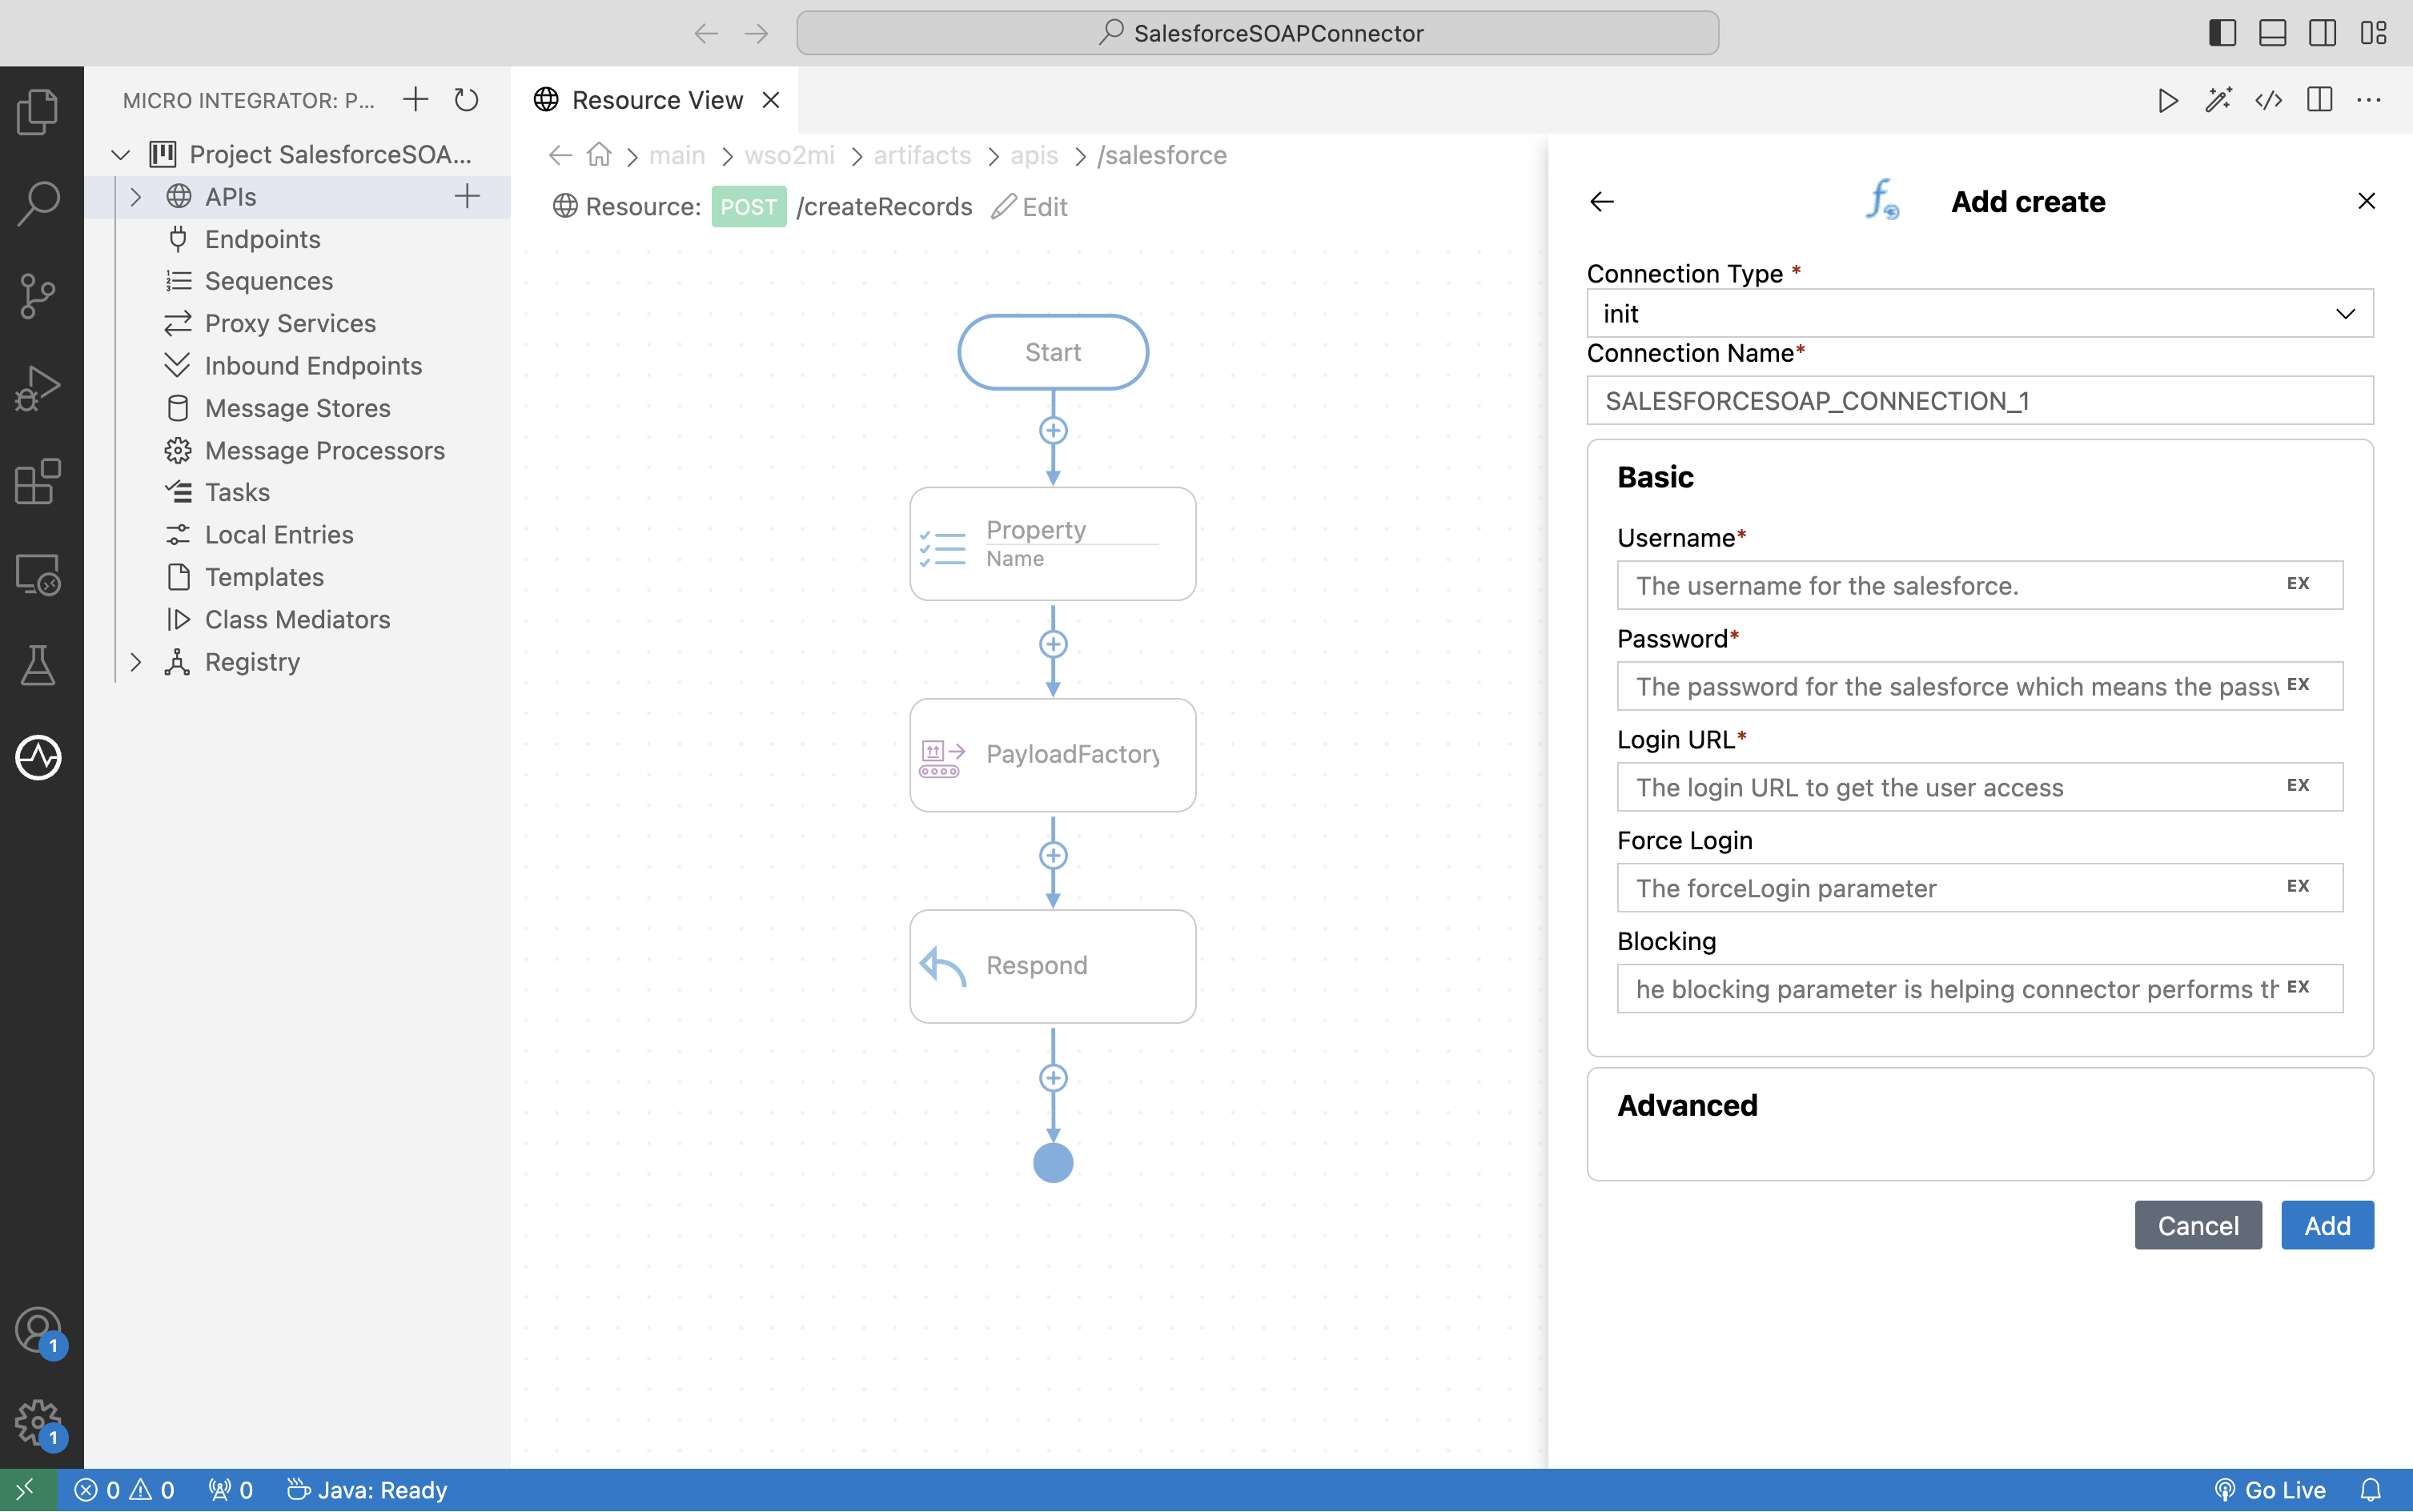 SalesforceSOAPConnector
MICRO INTEGRATOR: P...
Project SalesforceSOA...
APIs
Endpoints
Sequences
Proxy Services
Inbound Endpoints
Message Stores
Message Processors
Tasks
Local Entries
Templates
Class Mediators
Registry
1
1
Resource View
main
wso2mi
artifacts
apis
/salesforce
Resource: POST /createRecords Edit
Start
Property
Name
PayloadFactory
Respond
Add create
Connection Type *
init
Connection Name*
SALESFORCESOAP_CONNECTION_1
Basic
Username*
The username for the salesforce. EX
Password*
The password for the salesforce which means the passw EX
Login URL*
The login URL to get the user access EX
Force Login
The forceLogin parameter EX
Blocking
he blocking parameter is helping connector performs th EX
Advanced
Cancel Add
0 0 0 Java: Ready
Go Live